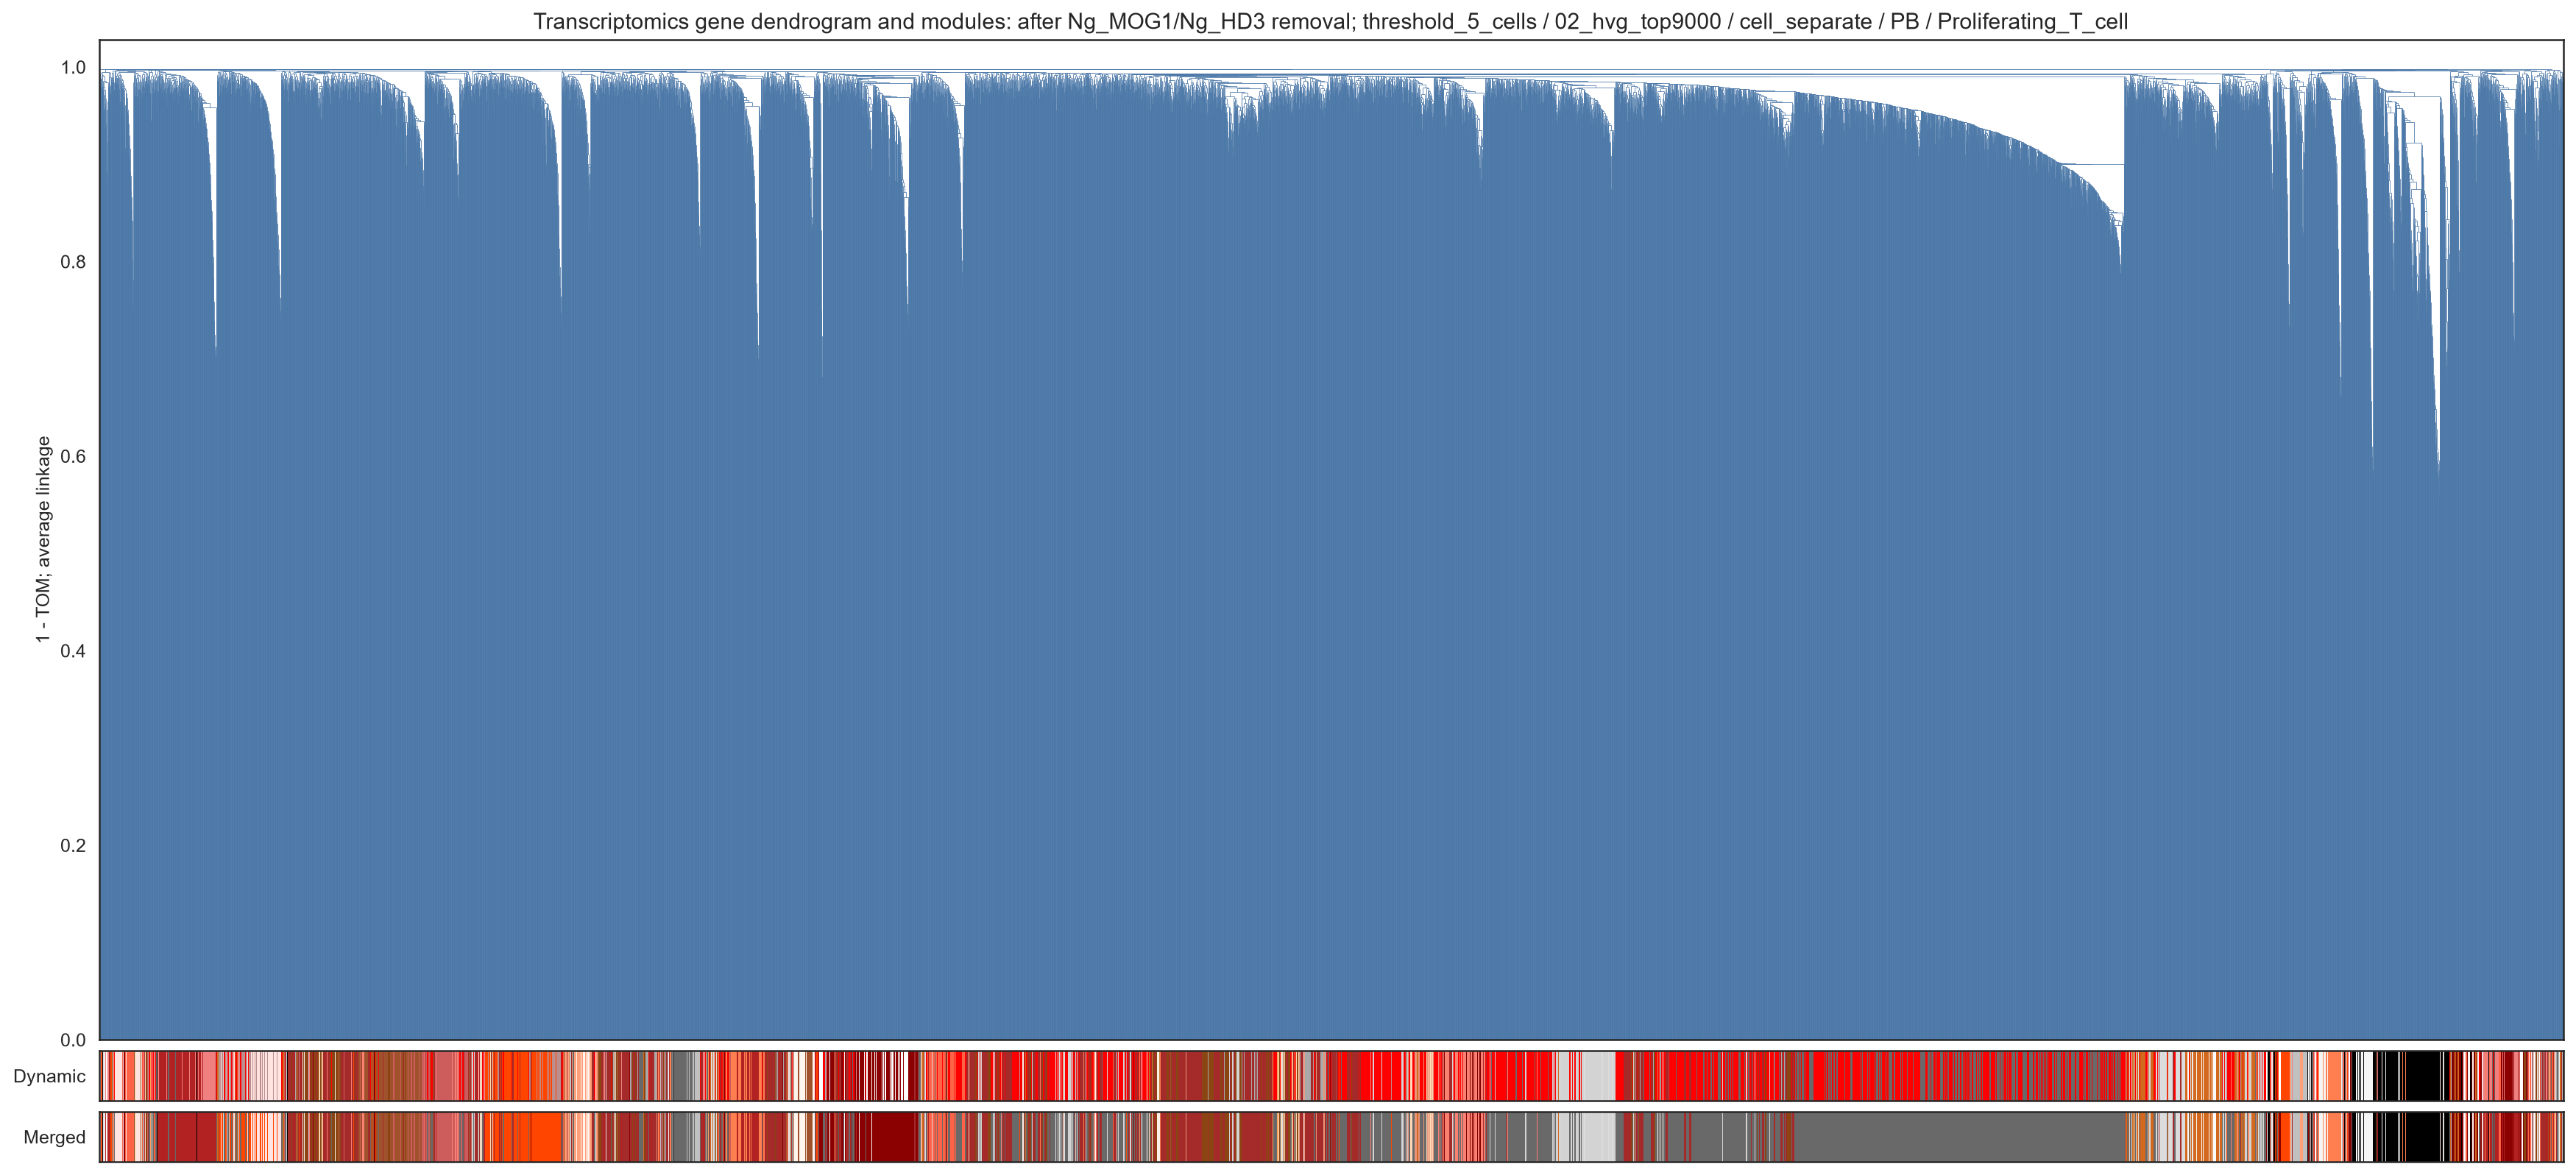 Transcriptomics gene dendrogram and modules: after Ng_MOG1/Ng_HD3 removal; threshold_5_cells / 02_hvg_top9000 / cell_separate / PB / Proliferating_T_cell
1.0
0.8
0.6
0.4
0.2
0.0
1 - TOM; average linkage
Dynamic
Merged